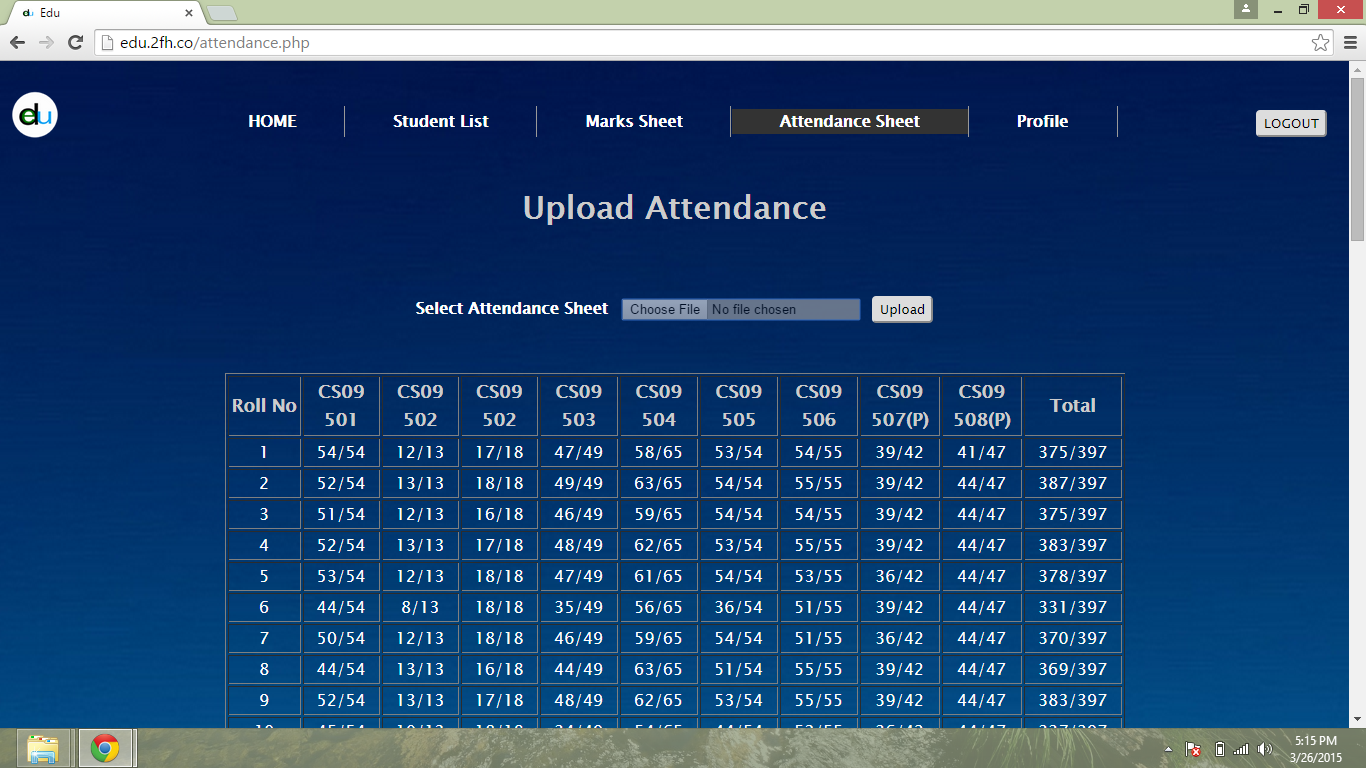 du Edu
edu.2fh.co/attendance.php
du
HOME Student List Marks Sheet Attendance Sheet Profile LOGOUT
Upload Attendance
Select Attendance Sheet Choose File No file chosen Upload
Roll No CS09 501 CS09 502 CS09 502 CS09 503 CS09 504 CS09 505 CS09 506 CS09 507(P) CS09 508(P) Total
1 54/54 12/13 17/18 47/49 58/65 53/54 54/55 39/42 41/47 375/397
2 52/54 13/13 18/18 49/49 63/65 54/54 55/55 39/42 44/47 387/397
3 51/54 12/13 16/18 46/49 59/65 54/54 54/55 39/42 44/47 375/397
4 52/54 13/13 17/18 48/49 62/65 53/54 55/55 39/42 44/47 383/397
5 53/54 12/13 18/18 47/49 61/65 54/54 53/55 36/42 44/47 378/397
6 44/54 8/13 18/18 35/49 56/65 36/54 51/55 39/42 44/47 331/397
7 50/54 12/13 18/18 46/49 59/65 54/54 51/55 36/42 44/47 370/397
8 44/54 13/13 16/18 44/49 63/65 51/54 55/55 39/42 44/47 369/397
9 52/54 13/13 17/18 48/49 62/65 53/54 55/55 39/42 44/47 383/397
5:15 PM
3/26/2015